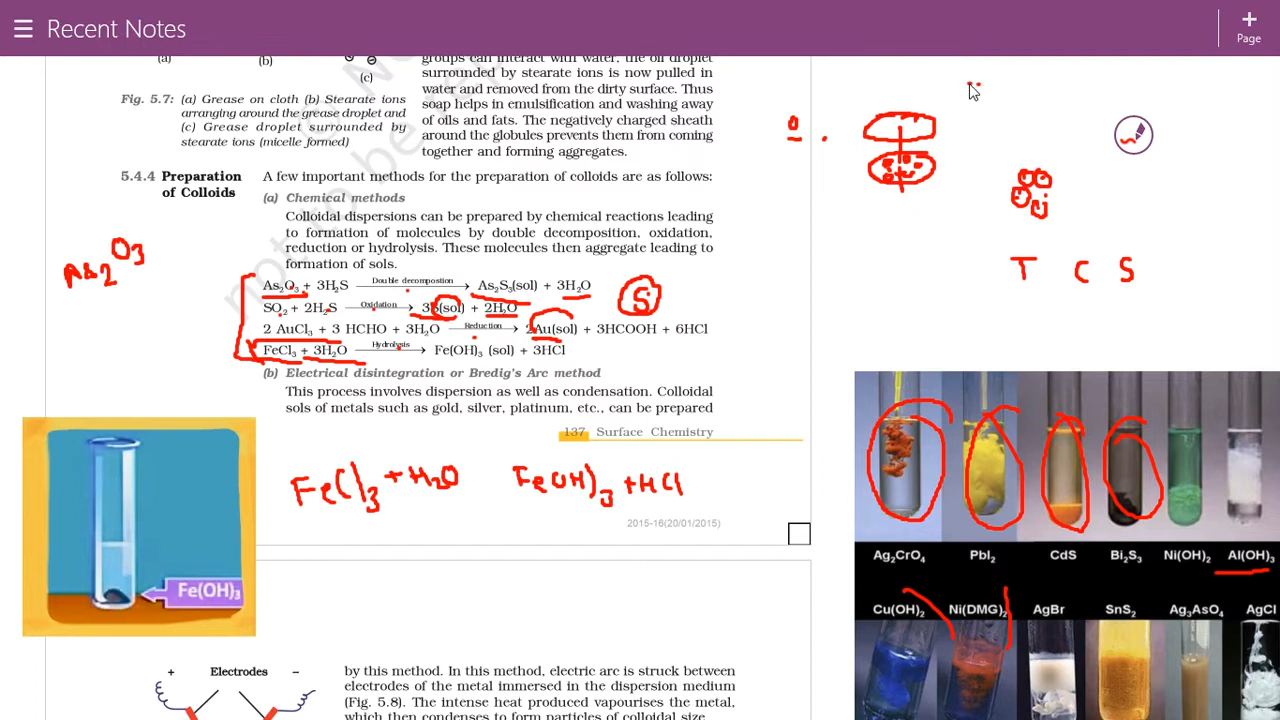 Recent Notes
Page
(a)
(b)
(c)
groups can interact with water, the oil droplet
surrounded by stearate ions is now pulled in
water and removed from the dirty surface. Thus
soap helps in emulsification and washing away
of oils and fats. The negatively charged sheath
around the globules prevents them from coming
together and forming aggregates.
Fig. 5.7: (a) Grease on cloth (b) Stearate ions
arranging around the grease droplet and
(c) Grease droplet surrounded by
stearate ions (micelle formed)
5.4.4 Preparation
of Colloids
A few important methods for the preparation of colloids are as follows:
(a) Chemical methods
Colloidal dispersions can be prepared by chemical reactions leading
to formation of molecules by double decomposition, oxidation,
reduction or hydrolysis. These molecules then aggregate leading to
formation of sols.
As₂O₃ + 3H₂S Double decompostion → As₂S₃(sol) + 3H₂O
SO₂ + 2H₂S Oxidation → 3S(sol) + 2H₂O
2 AuCl₃ + 3 HCHO + 3H₂O Reduction → 2Au(sol) + 3HCOOH + 6HCl
FeCl₃ + 3H₂O Hydrolysis → Fe(OH)₃ (sol) + 3HCl
(b) Electrical disintegration or Bredig's Arc method
This process involves dispersion as well as condensation. Colloidal
sols of metals such as gold, silver, platinum, etc., can be prepared
137 Surface Chemistry
As₂O₃
S
T C S
FeCl₃ + H₂O Fe(OH)₃ + HCl
2015-16(20/01/2015)
Fe(OH)₃
Ag₂CrO₄ PbI₂ CdS Bi₂S₃ Ni(OH)₂ Al(OH)₃
Cu(OH)₂ Ni(DMG)₂ AgBr SnS₂ Ag₃AsO₄ AgCl
+ Electrodes −
by this method. In this method, electric arc is struck between
electrodes of the metal immersed in the dispersion medium
(Fig. 5.8). The intense heat produced vapourises the metal,
which then condenses to form particles of colloidal size